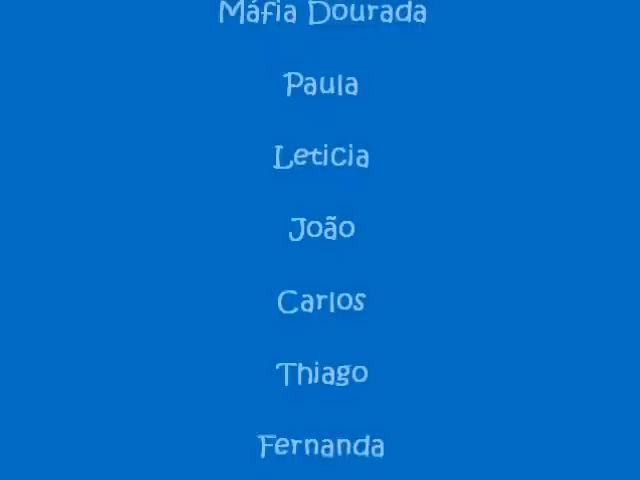 Máfia Dourada
Paula
Leticia
João
Carlos
Thiago
Fernanda